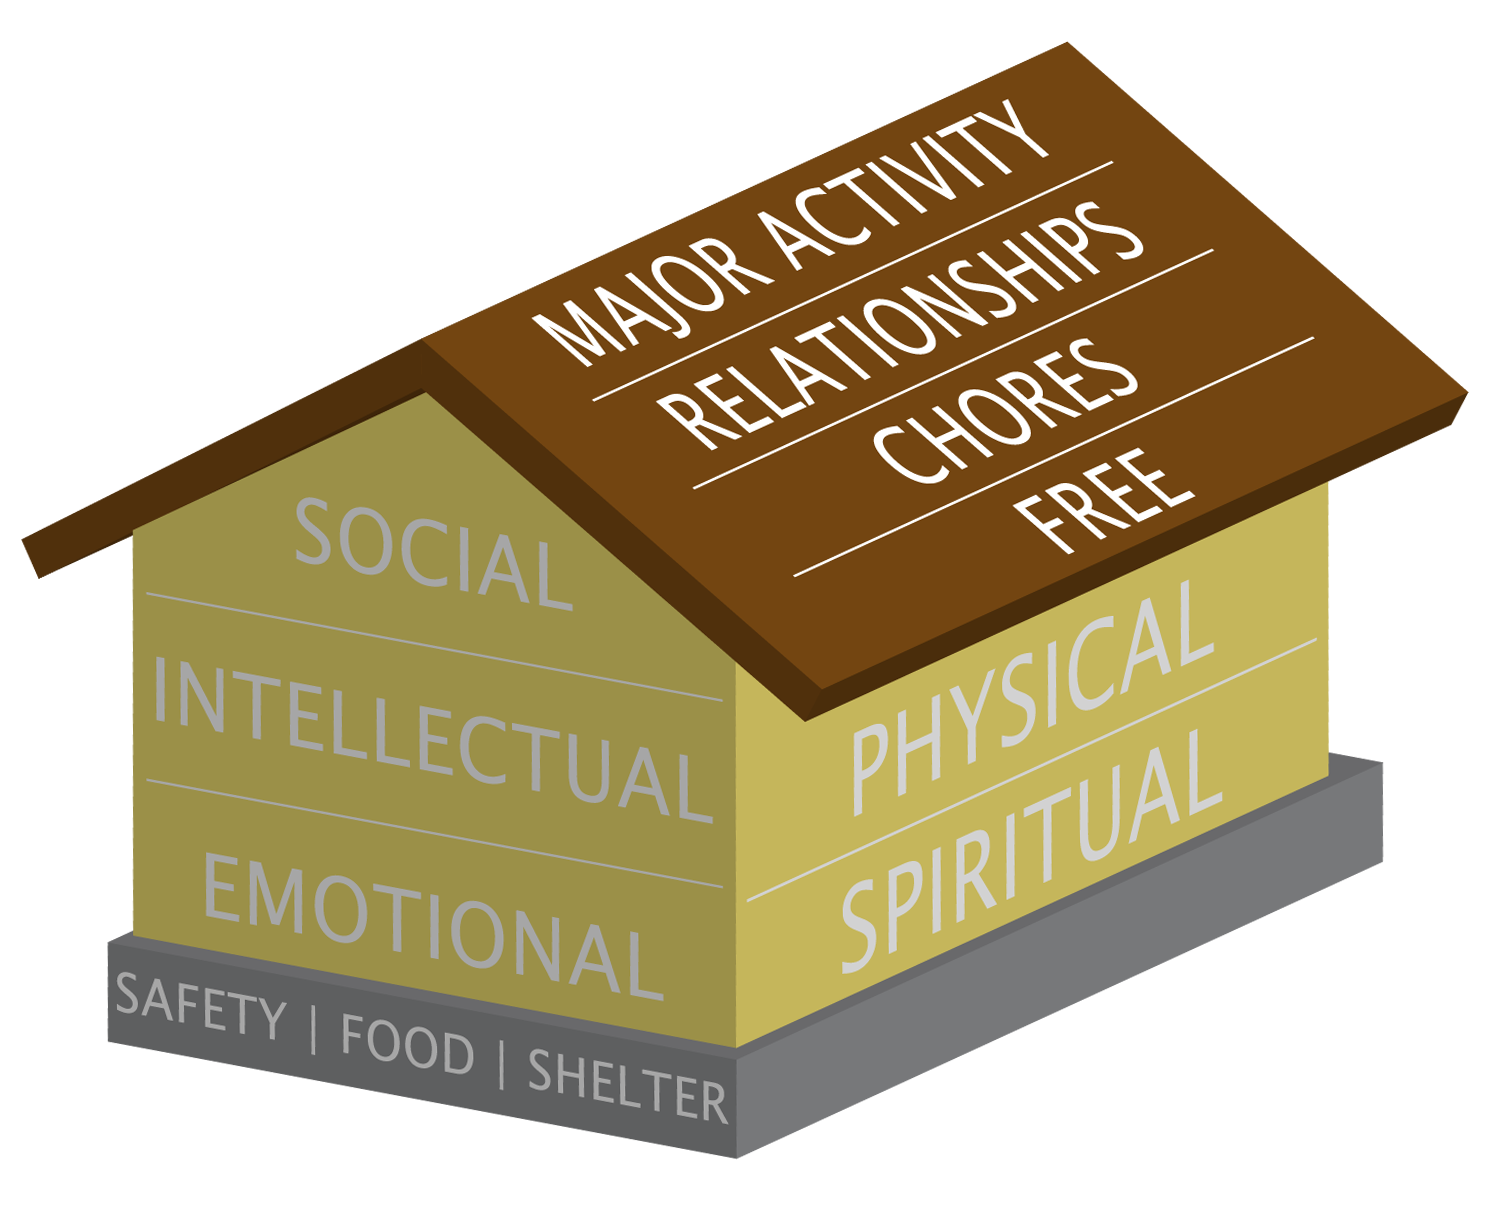 MAJOR ACTIVITY
RELATIONSHIPS
CHORES
FREE
SOCIAL
INTELLECTUAL
EMOTIONAL
PHYSICAL
SPIRITUAL
SAFETY | FOOD | SHELTER